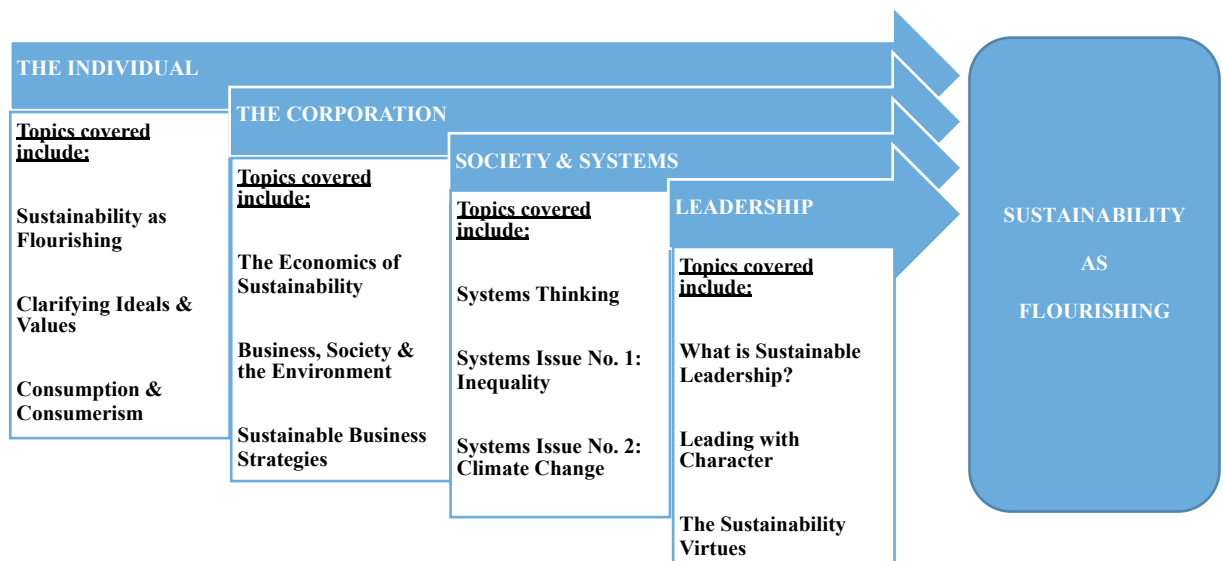 THE INDIVIDUAL
Topics covered
include:
Sustainability as
Flourishing
Clarifying Ideals &
Values
Consumption &
Consumerism
THE CORPORATION
Topics covered
include:
The Economics of
Sustainability
Business, Society &
the Environment
Sustainable Business
Strategies
SOCIETY & SYSTEMS
Topics covered
include:
Systems Thinking
Systems Issue No. 1:
Inequality
Systems Issue No. 2:
Climate Change
LEADERSHIP
Topics covered
include:
What is Sustainable
Leadership?
Leading with
Character
The Sustainability
Virtues
SUSTAINABILITY
AS
FLOURISHING